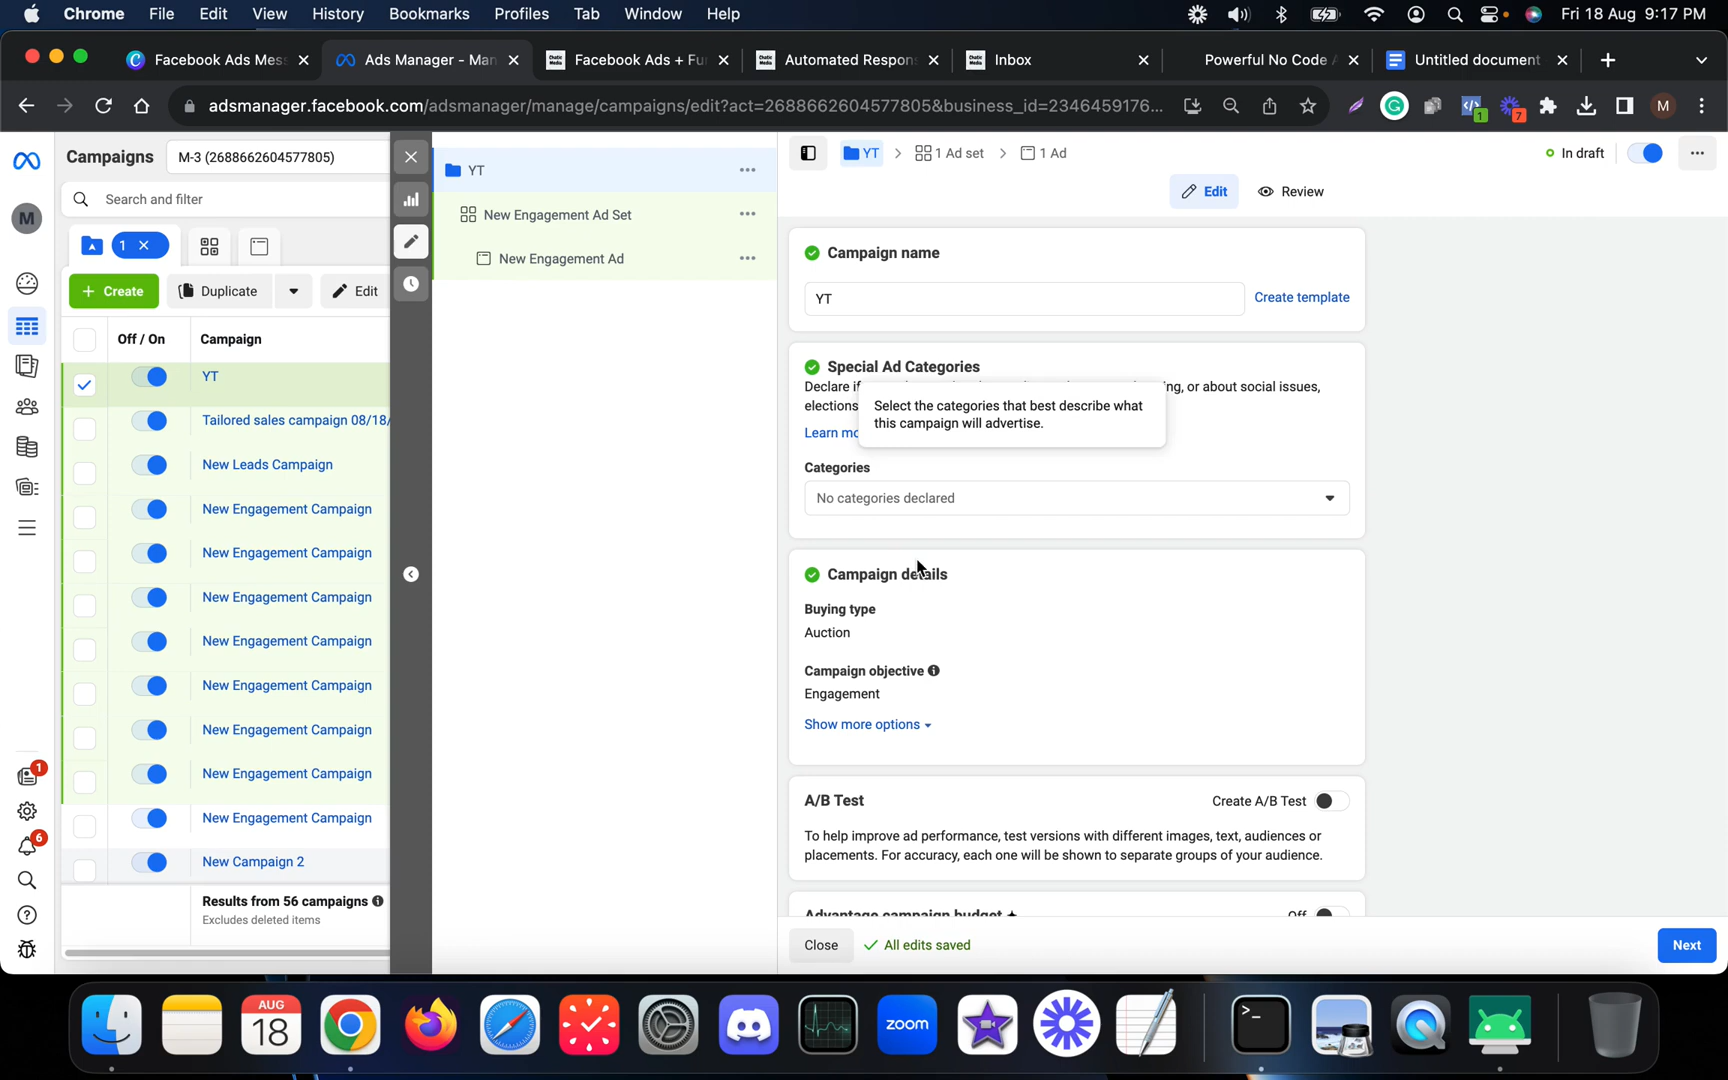 Chrome File Edit View History Bookmarks Profiles Tab Window Help
Fri 18 Aug 9:17 PM
Facebook Ads Mes
Ads Manager - Man
Facebook Ads + Fu
Automated Respon
Inbox
Powerful No Code
Untitled document
adsmanager.facebook.com/adsmanager/manage/campaigns/edit?act=2688662604577805&business_id=2346459176...
1
7
M
Campaigns
M-3 (2688662604577805)
YT
YT > 1 Ad set > 1 Ad
In draft
M
Search and filter
Edit Review
New Engagement Ad Set
New Engagement Ad
1
Create
Duplicate
Edit
Campaign name
YT
Create template
Off / On
Campaign
YT
Tailored sales campaign 08/18/
New Leads Campaign
New Engagement Campaign
New Engagement Campaign
New Engagement Campaign
New Engagement Campaign
New Engagement Campaign
New Engagement Campaign
New Engagement Campaign
New Engagement Campaign
New Campaign 2
Results from 56 campaigns
Excludes deleted items
1
6
Special Ad Categories
Declare if ng, or about social issues,
elections
Learn mo
Select the categories that best describe what
this campaign will advertise.
Categories
No categories declared
Campaign details
Buying type
Auction
Campaign objective
Engagement
Show more options
A/B Test
Create A/B Test
To help improve ad performance, test versions with different images, text, audiences or
placements. For accuracy, each one will be shown to separate groups of your audience.
Advantage campaign budget
Off
Close
All edits saved
Next
AUG
18
zoom